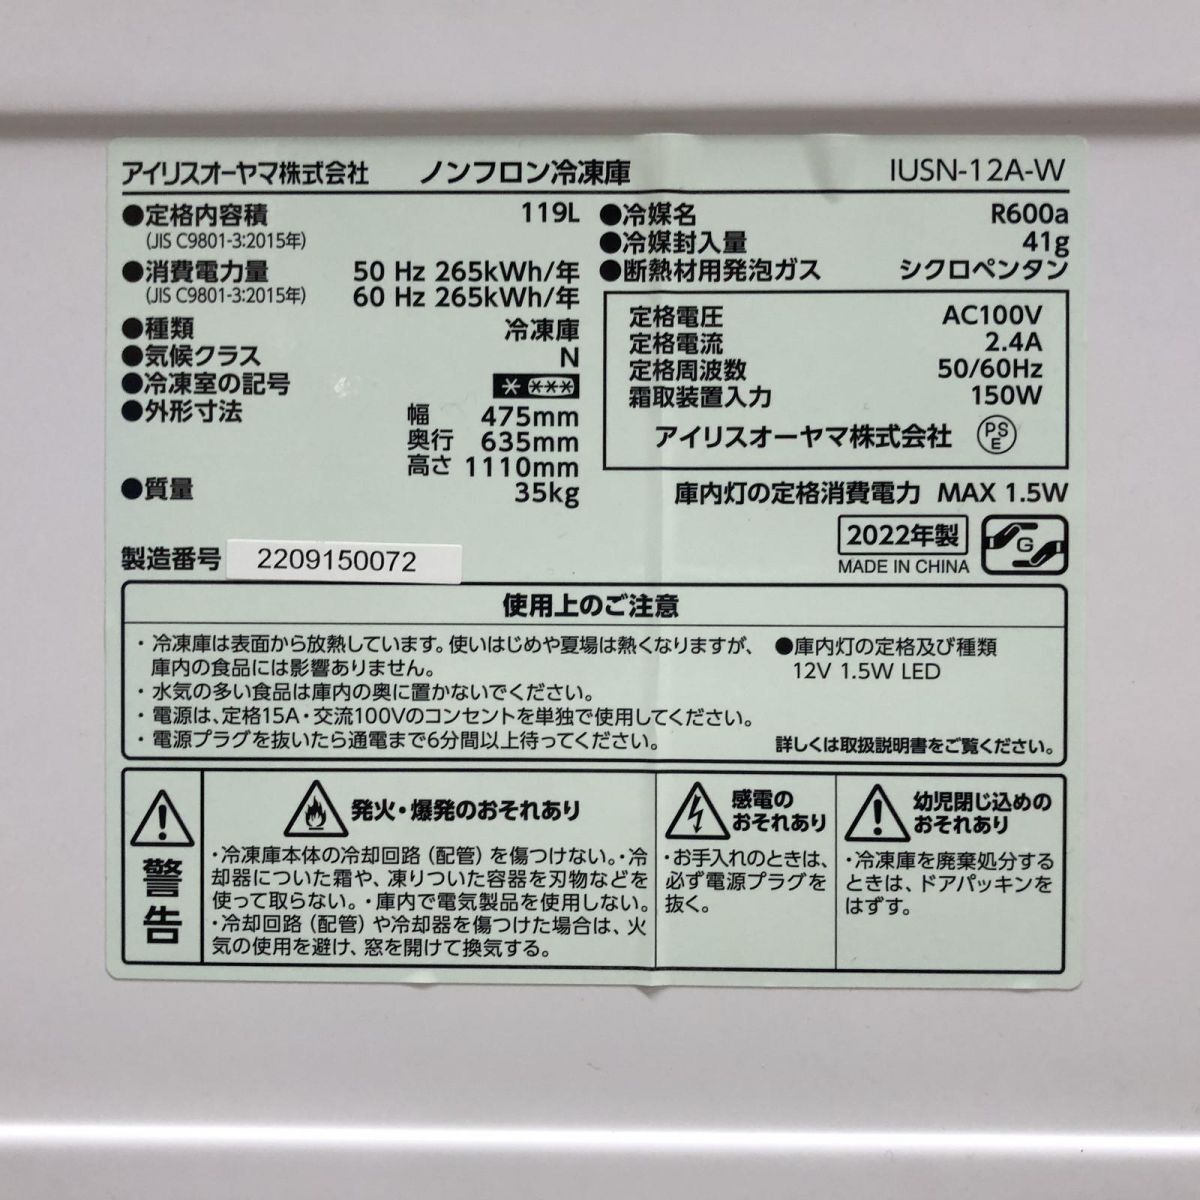 アイリスオーヤマ株式会社 ノンフロン冷凍庫 IUSN-12A-W
●定格内容積 119L
(JIS C9801-3:2015年)
●消費電力量 50 Hz 265kWh/年
(JIS C9801-3:2015年) 60 Hz 265kWh/年
●種類 冷凍庫
●気候クラス N
●冷凍室の記号 * ***
●外形寸法 幅 475mm
奥行 635mm
高さ 1110mm
●質量 35kg
製造番号 2209150072
●冷媒名 R600a
●冷媒封入量 41g
●断熱材用発泡ガス シクロペンタン
定格電圧 AC100V
定格電流 2.4A
定格周波数 50/60Hz
霜取装置入力 150W
アイリスオーヤマ株式会社 PSE
庫内灯の定格消費電力 MAX 1.5W
2022年製
MADE IN CHINA
G
使用上のご注意
・冷凍庫は表面から放熱しています。使いはじめや夏場は熱くなりますが、
庫内の食品には影響ありません。
・水気の多い食品は庫内の奥に置かないでください。
・電源は、定格15A・交流100Vのコンセントを単独で使用してください。
・電源プラグを抜いたら通電まで6分間以上待ってください。
●庫内灯の定格及び種類
12V 1.5W LED
詳しくは取扱説明書をご覧ください。
警告
発火・爆発のおそれあり
・冷凍庫本体の冷却回路（配管）を傷つけない。・冷
却器についた霜や、凍りついた容器を刃物などを
使って取らない。・庫内で電気製品を使用しない。
・冷却回路（配管）や冷却器を傷つけた場合は、火
気の使用を避け、窓を開けて換気する。
感電の
おそれあり
・お手入れのときは、
必ず電源プラグを
抜く。
幼児閉じ込めの
おそれあり
・冷凍庫を廃棄処分する
ときは、ドアパッキンを
はずす。